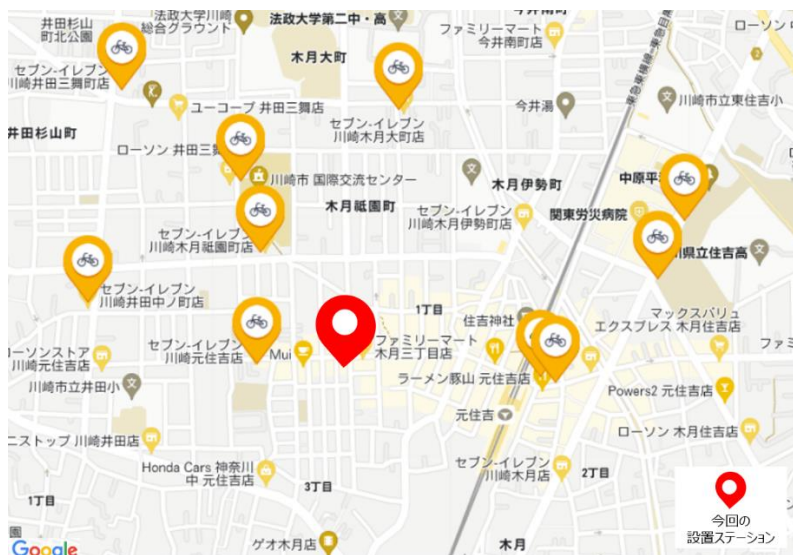 井田杉山
町北公園
法政大学川崎
総合グラウンド
法政大学第二中・高
ファミリーマート
今井南町店
ローソン 中
木月大町
セブン-イレブン
川崎井田三舞町店
ユーコープ 井田三舞店
今井湯
川崎市立東住吉小
セブン-イレブン
川崎木月大町店
井田杉山町
ローソン 井田三舞
川崎市 国際交流センター
木月伊勢町
中原平
木月祗園町
セブン-イレブン
川崎木月伊勢町店
関東労災病院
セブン-イレブン
川崎木月祗園町店
川県立住吉高
セブン-イレブン
川崎井田中ノ町店
1丁目
住吉神社
マックスバリュ
エクスプレス 木月住吉店
ーソンストア
川崎元住吉店
セブン-イレブン
川崎元住吉店
Mui
ファミリーマート
木月三丁目店
ファミ
川崎市立井田小
ラーメン豚山 元住吉店
Powers2 元住吉店
元住吉
ニストップ 川崎井田店
ローソン 木月住吉店
Honda Cars 神奈川
中 元住吉店
セブン-イレブン
川崎木月店
2丁目
1丁目
3丁目
園
Google
ゲオ木月店
木月
今回の
設置ステーション